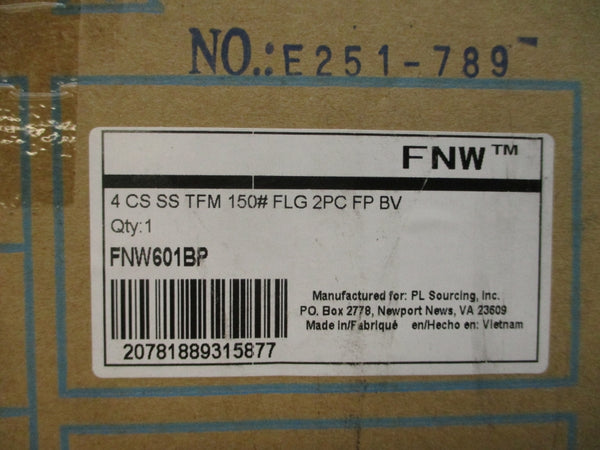 NO.:E251-789
FNW™
4 CS SS TFM 150# FLG 2PC FP BV
Qty:1
FNW601BP
Manufactured for: PL Sourcing, Inc.
P.O. Box 2778, Newport News, VA 23609
Made in/Fabriqué en/Hecho en: Vietnam
20781889315877